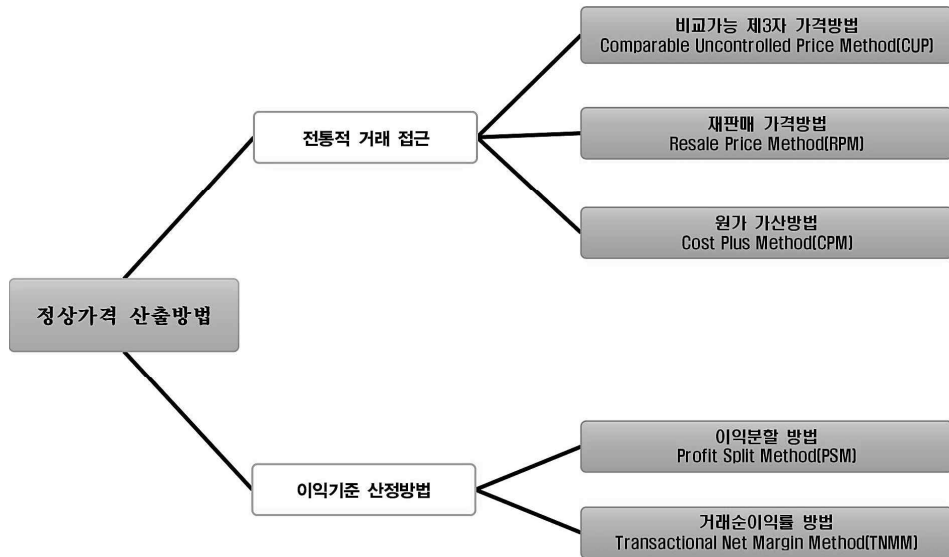 정상가격 산출방법
전통적 거래 접근
비교가능 제3자 가격방법
Comparable Uncontrolled Price Method(CUP)
재판매 가격방법
Resale Price Method(RPM)
원가 가산방법
Cost Plus Method(CPM)
이익기준 산정방법
이익분할 방법
Profit Split Method(PSM)
거래순이익률 방법
Transactional Net Margin Method(TNMM)